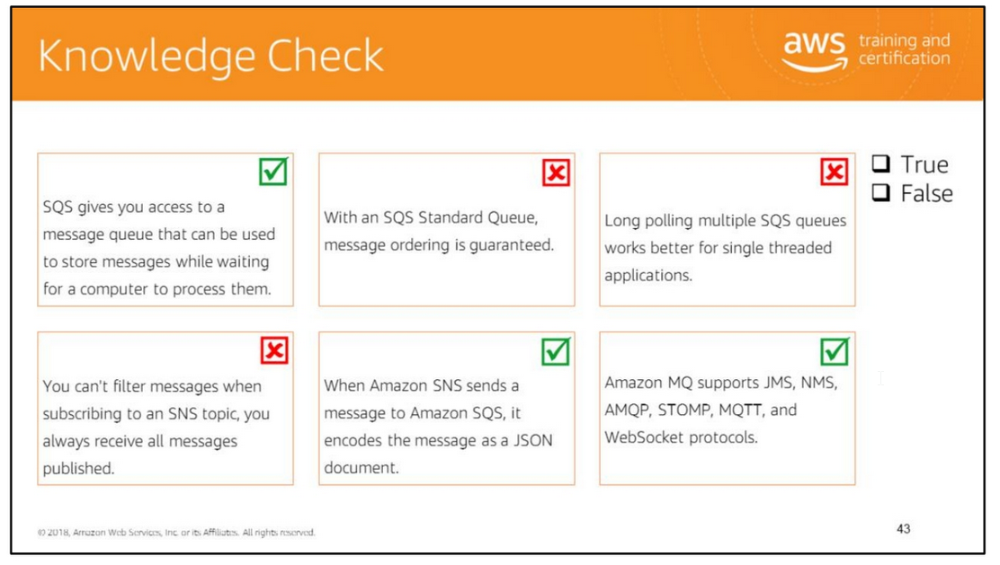 Knowledge Check
aws training and
certification
SQS gives you access to a
message queue that can be used
to store messages while waiting
for a computer to process them.
With an SQS Standard Queue,
message ordering is guaranteed.
Long polling multiple SQS queues
works better for single threaded
applications.
True
False
You can't filter messages when
subscribing to an SNS topic, you
always receive all messages
published.
When Amazon SNS sends a
message to Amazon SQS, it
encodes the message as a JSON
document.
Amazon MQ supports JMS, NMS,
AMQP, STOMP, MQTT, and
WebSocket protocols.
© 2018, Amazon Web Services, Inc. or its Affiliates. All rights reserved.
43